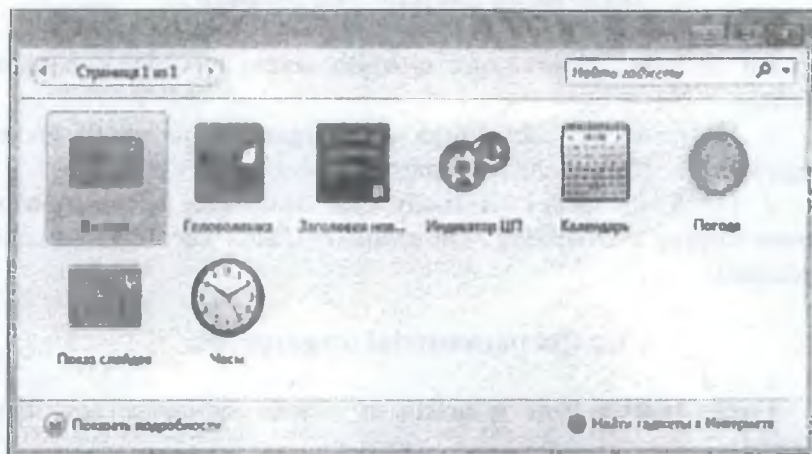 Страница 1 из 1
Найти гаджеты
Валюта
Головоломка
Заголовки нов...
Индикатор ЦП
Календарь
Погода
Показ слайдов
Часы
Показать подробности
Найти гаджеты в Интернете